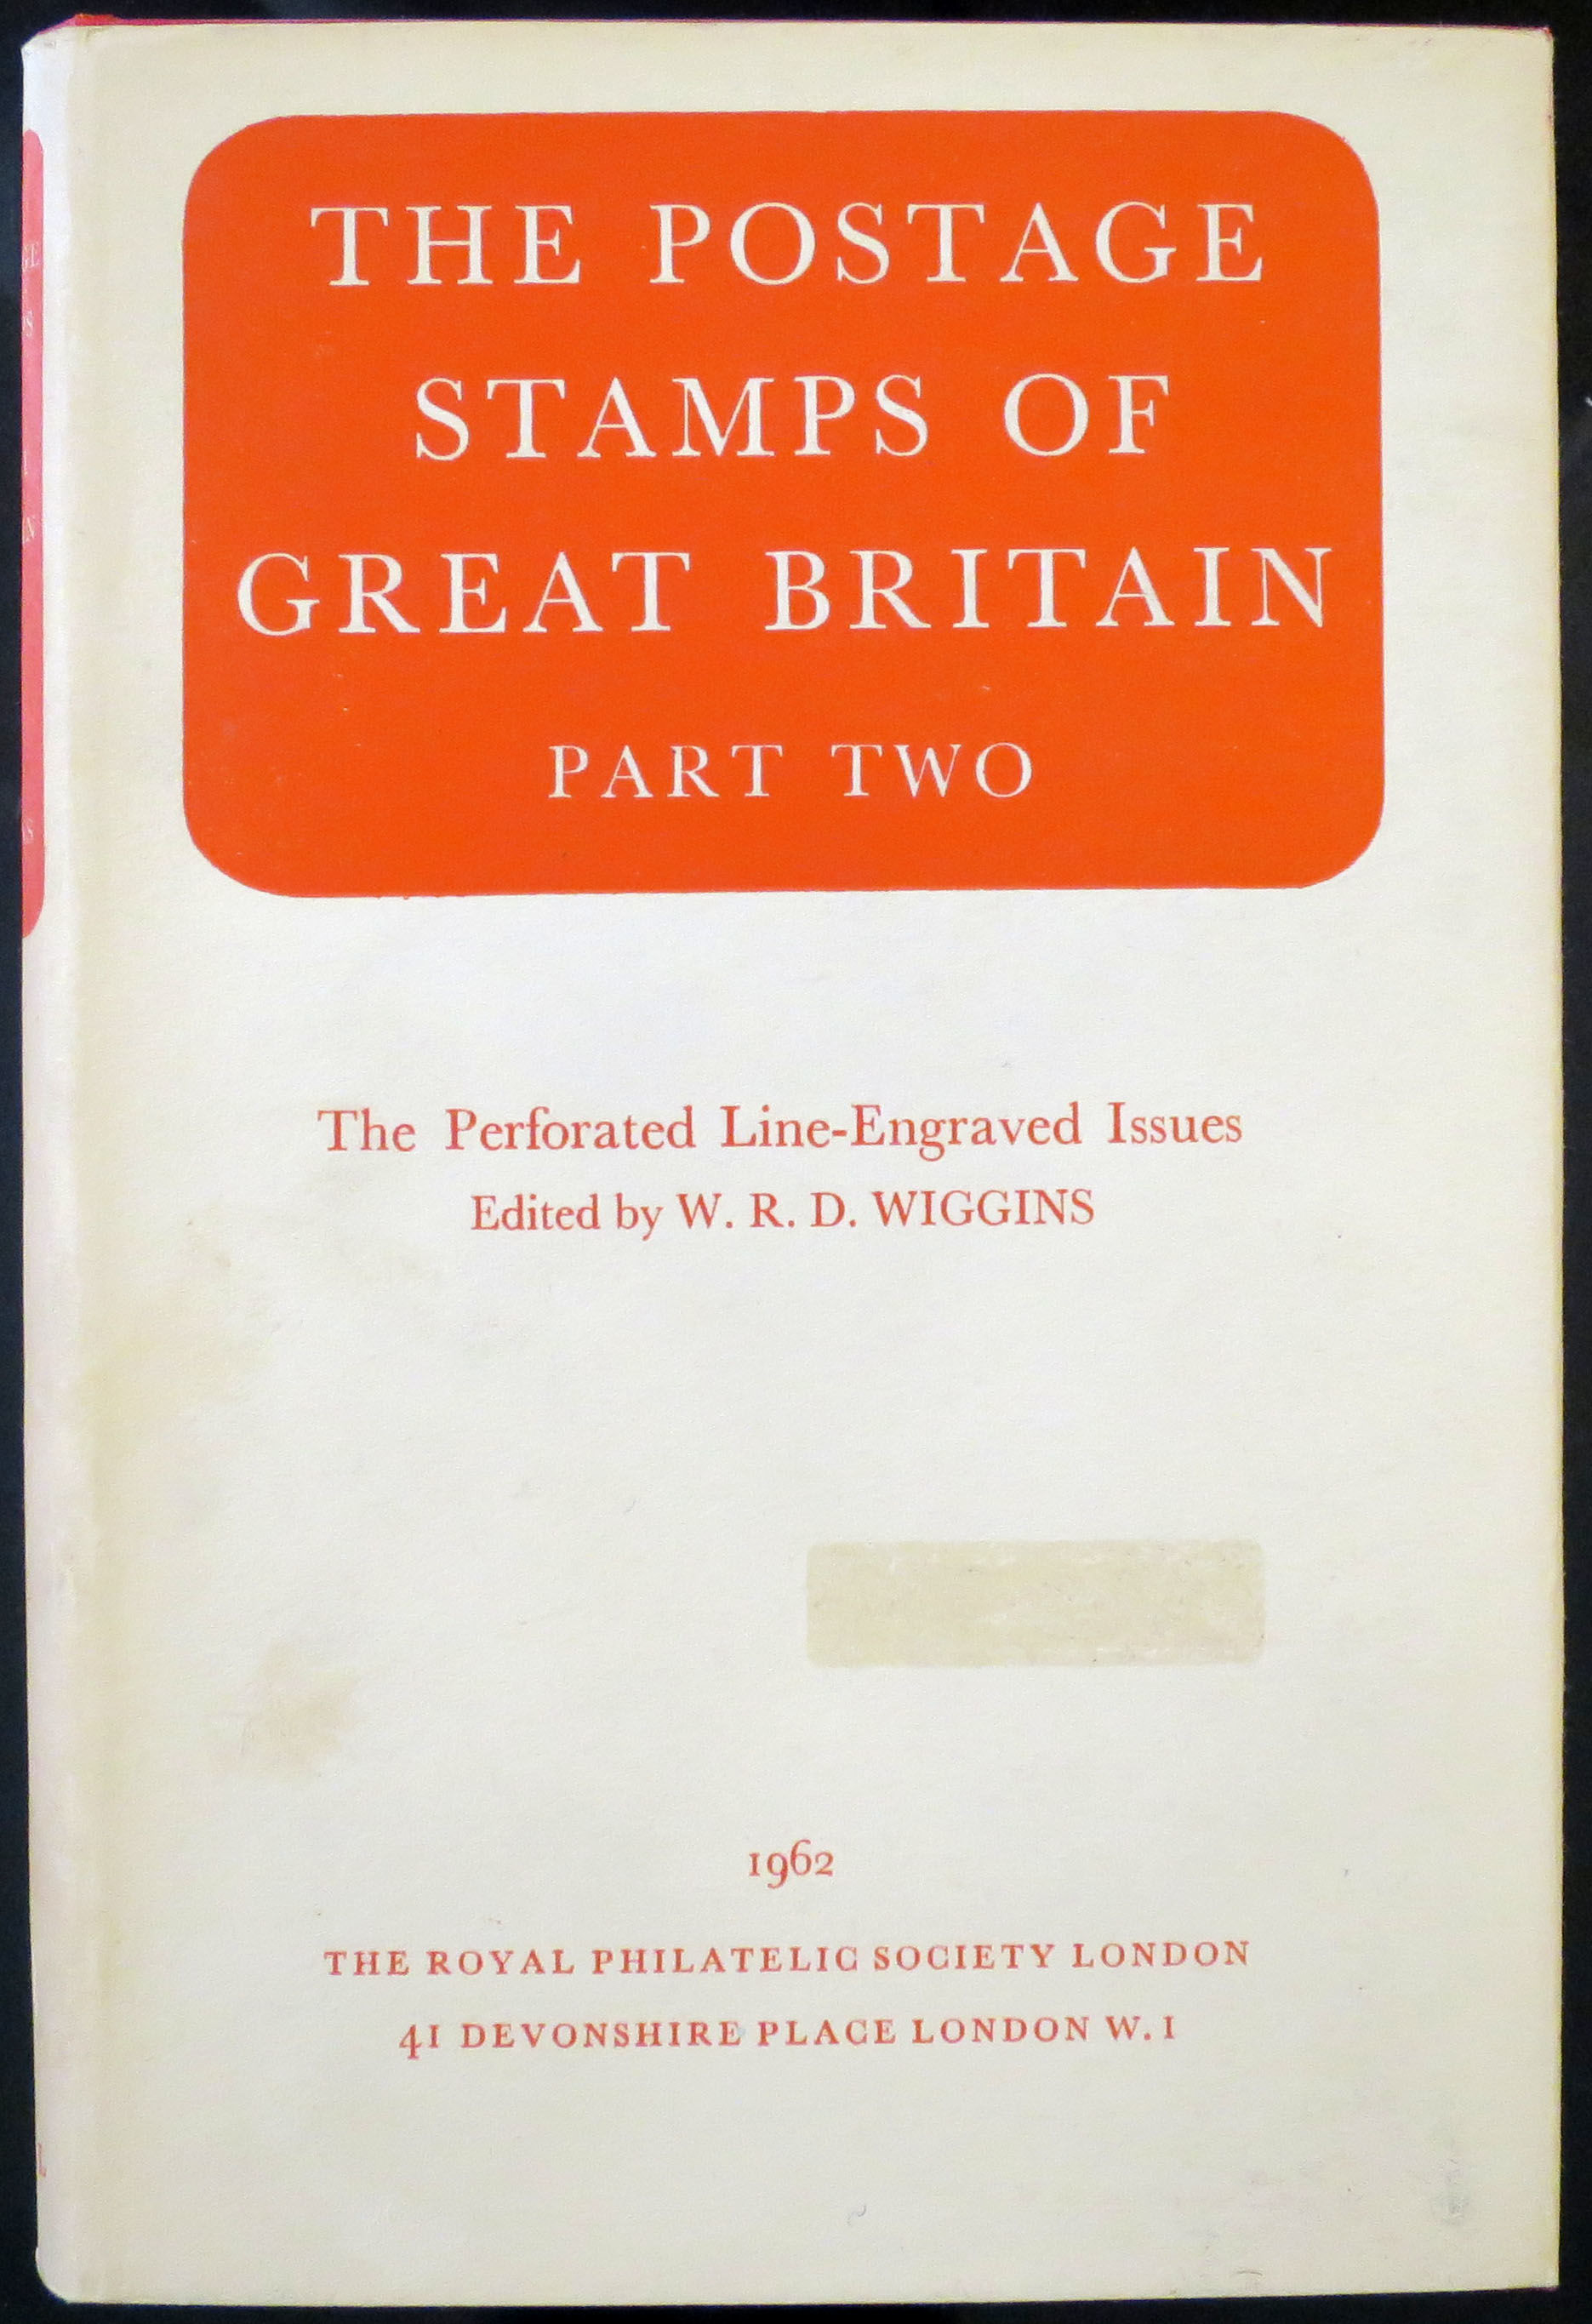 THE POSTAGE
STAMPS OF
GREAT BRITAIN
PART TWO
The Perforated Line-Engraved Issues
Edited by W. R. D. WIGGINS
1962
THE ROYAL PHILATELIC SOCIETY LONDON
41 DEVONSHIRE PLACE LONDON W. 1